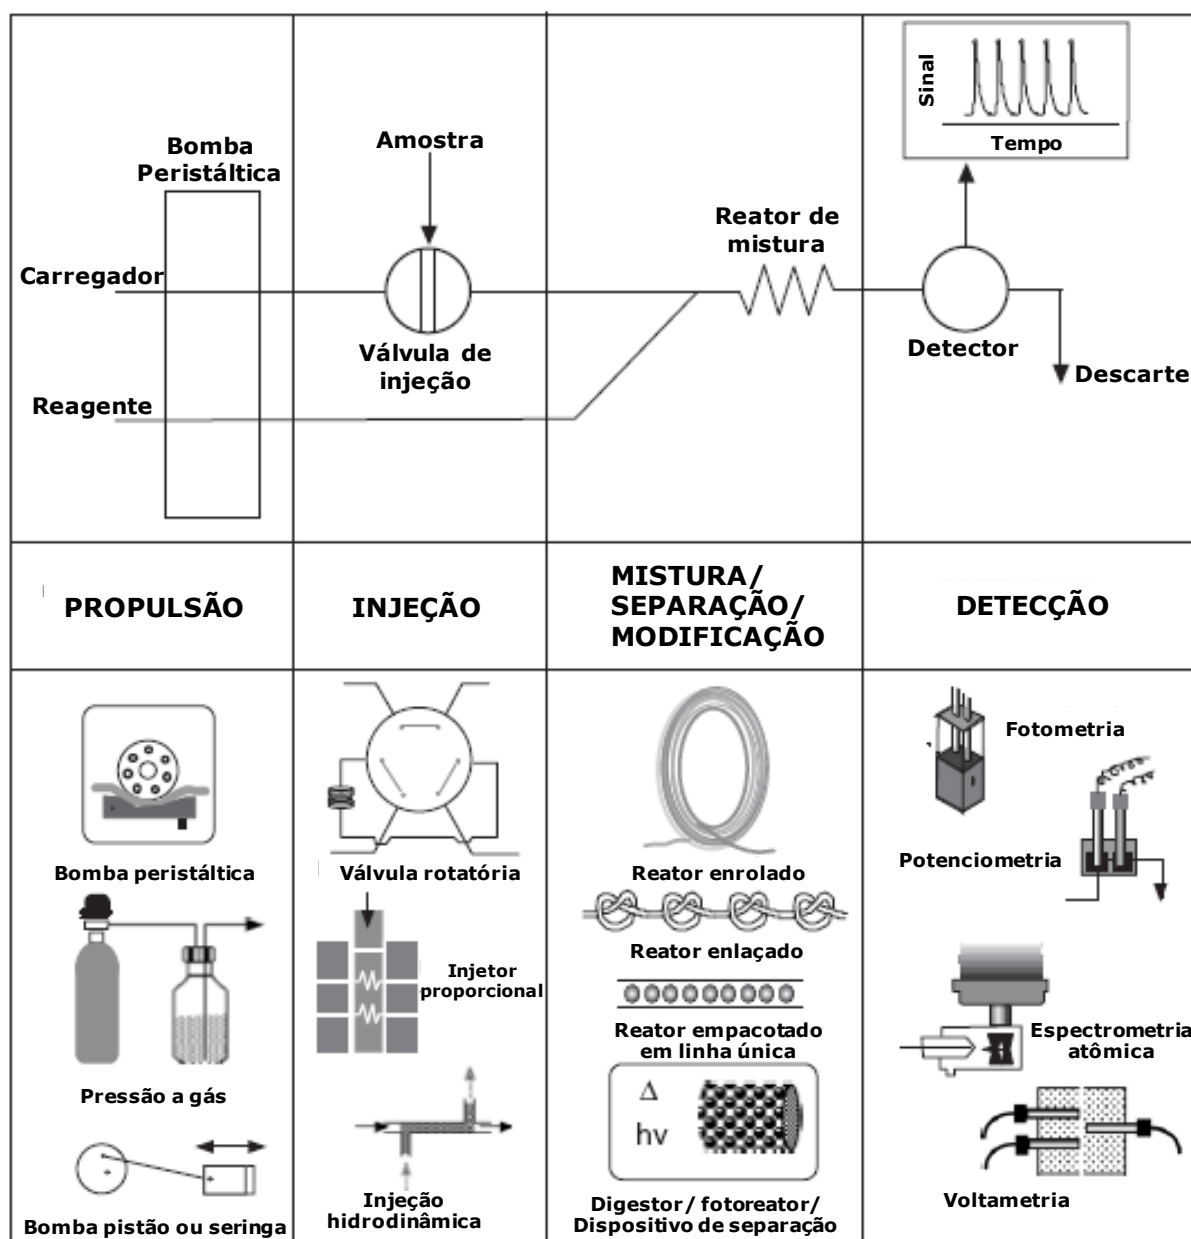 Sinal
Tempo
Bomba
Peristáltica
Amostra
Reator de
mistura
Carregador
Válvula de
injeção
Detector
Descarte
Reagente
PROPULSÃO
INJEÇÃO
MISTURA/
SEPARAÇÃO/
MODIFICAÇÃO
DETECÇÃO
Bomba peristáltica
Pressão a gás
Bomba pistão ou seringa
Válvula rotatória
Injetor
proporcional
Injeção
hidrodinâmica
Reator enrolado
Reator enlaçado
Reator empacotado
em linha única
Δ
hv
Digestor/ fotoreator/
Dispositivo de separação
Fotometria
Potenciometria
Espectrometria
atômica
Voltametria